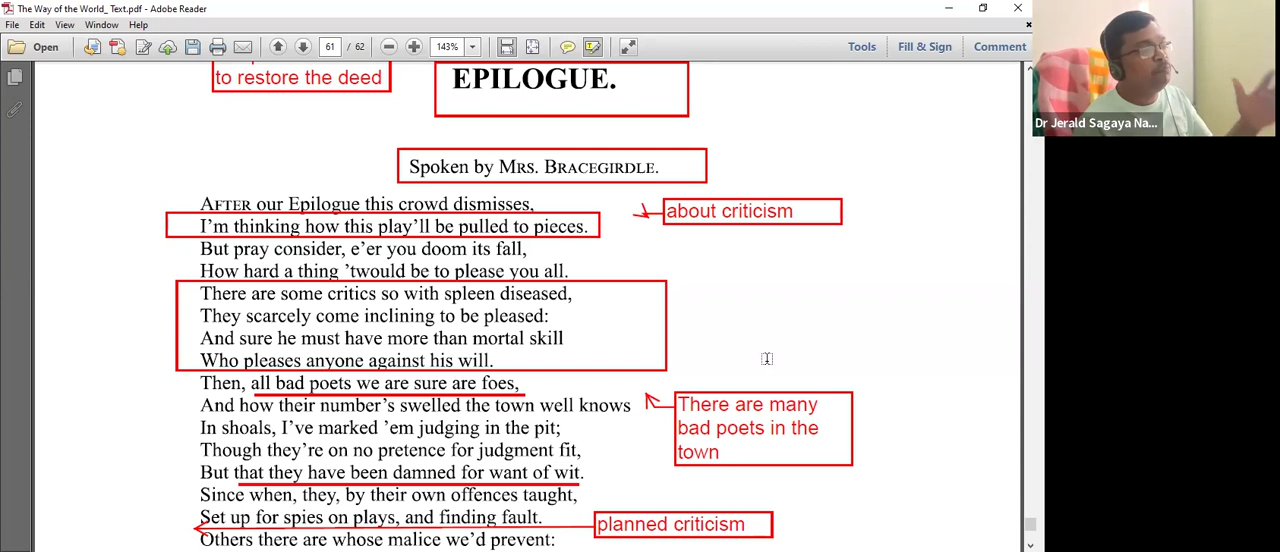 The Way of the World_ Text.pdf - Adobe Reader
File Edit View Window Help
Open 61 / 62 143% Tools Fill & Sign Comment
to restore the deed
EPILOGUE.
Dr Jerald Sagaya Na...
Spoken by MRS. BRACEGIRDLE.
AFTER our Epilogue this crowd dismisses,
I'm thinking how this play'll be pulled to pieces.
about criticism
But pray consider, e'er you doom its fall,
How hard a thing 'twould be to please you all.
There are some critics so with spleen diseased,
They scarcely come inclining to be pleased:
And sure he must have more than mortal skill
Who pleases anyone against his will.
Then, all bad poets we are sure are foes,
And how their number's swelled the town well knows
In shoals, I've marked 'em judging in the pit;
Though they're on no pretence for judgment fit,
But that they have been damned for want of wit.
There are many
bad poets in the
town
Since when, they, by their own offences taught,
Set up for spies on plays, and finding fault.
planned criticism
Others there are whose malice we'd prevent: